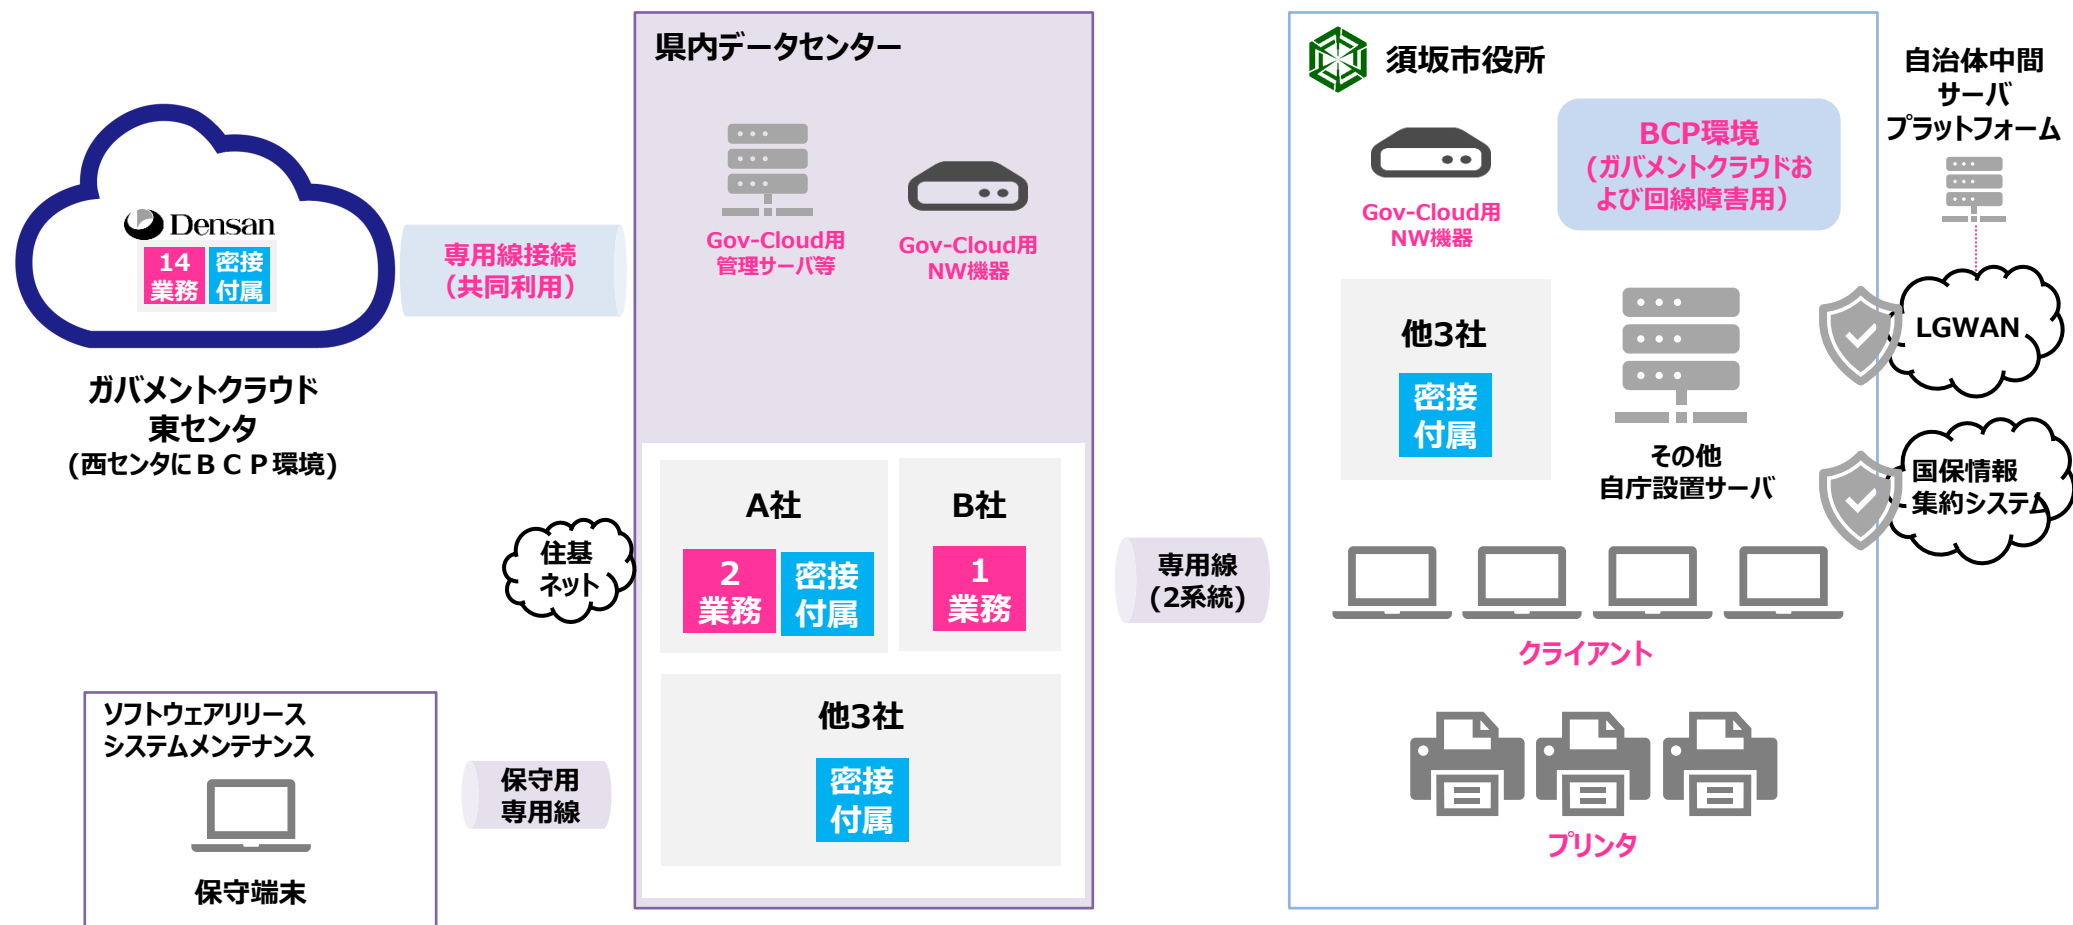 Densan
14
業務
密接
付属
ガバメントクラウド
東センタ
(西センタにＢＣＰ環境)
専用線接続
（共同利用）
県内データセンター
Gov-Cloud用
管理サーバ等
Gov-Cloud用
NW機器
住基
ネット
A社
2
業務
密接
付属
B社
1
業務
他3社
密接
付属
ソフトウェアリリース
システムメンテナンス
保守端末
保守用
専用線
専用線
(2系統)
須坂市役所
Gov-Cloud用
NW機器
BCP環境
(ガバメントクラウドお
よび回線障害用）
他3社
密接
付属
その他
自庁設置サーバ
クライアント
プリンタ
自治体中間
サーバ
プラットフォーム
LGWAN
国保情報
集約システム